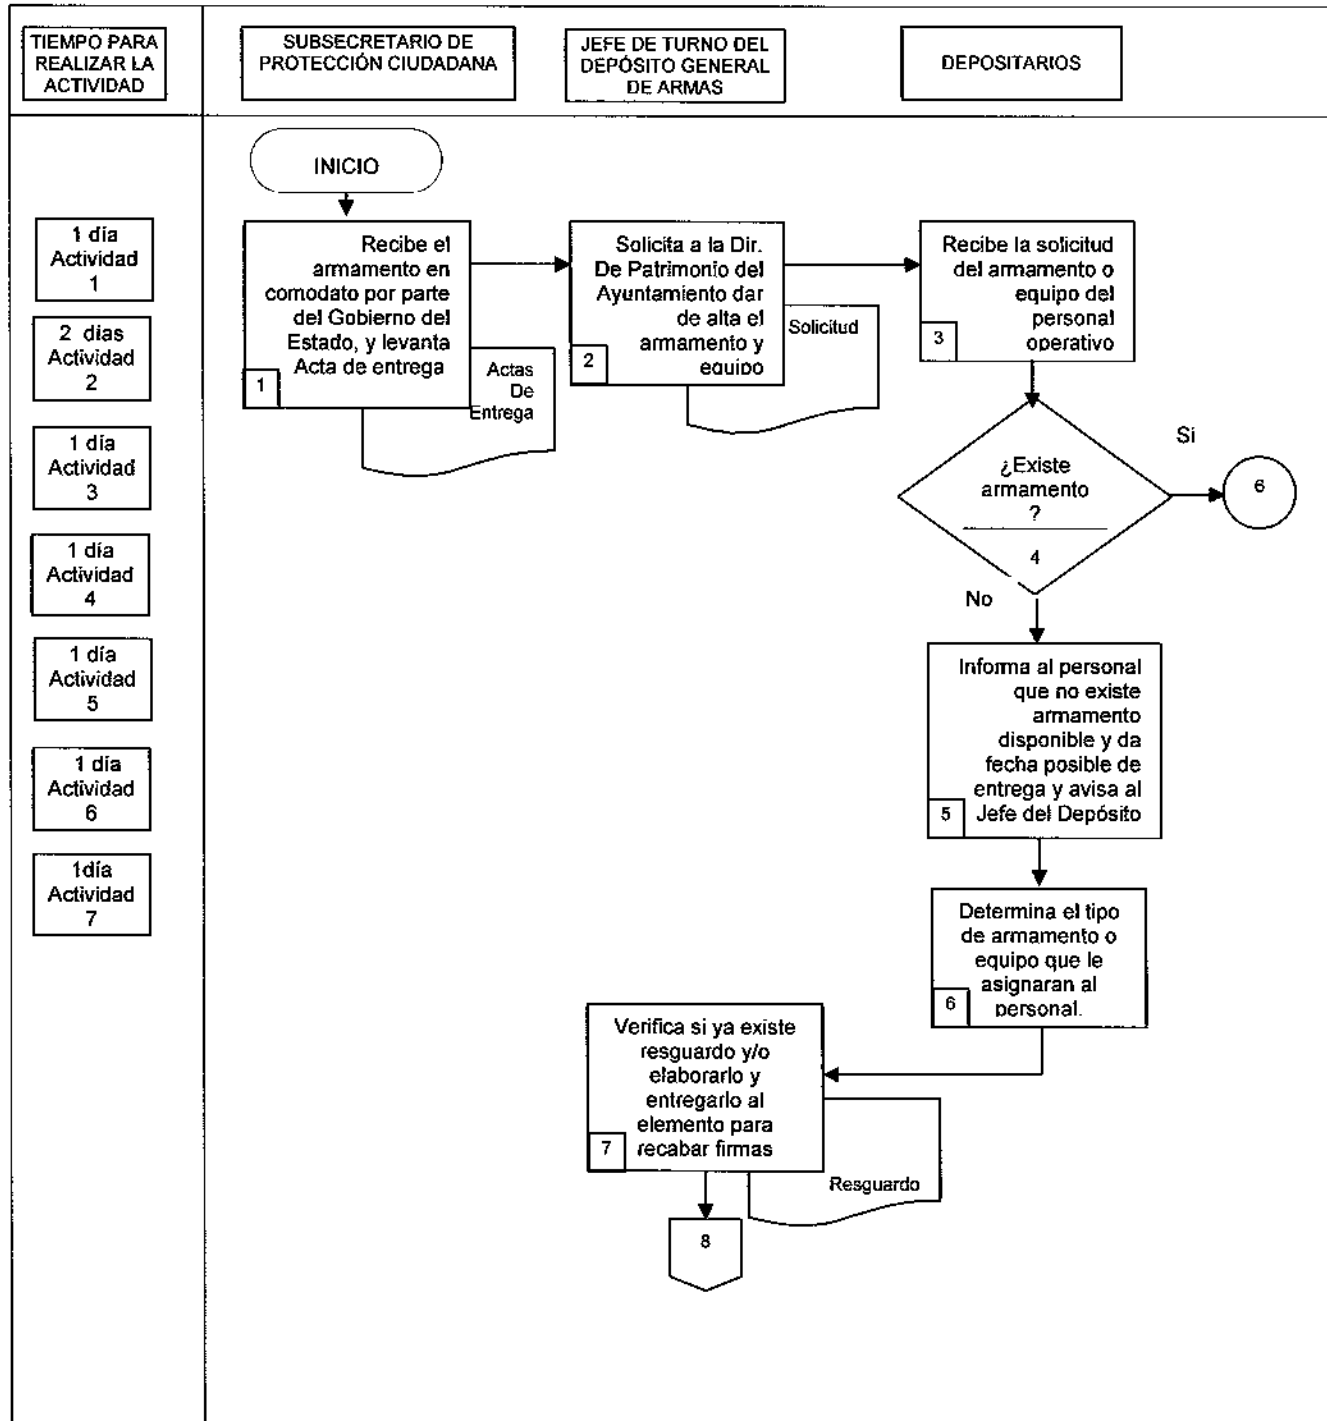 TIEMPO PARA
REALIZAR LA
ACTIVIDAD
SUBSECRETARIO DE
PROTECCIÓN CIUDADANA
JEFE DE TURNO DEL
DEPÓSITO GENERAL
DE ARMAS
DEPOSITARIOS
INICIO
1 día
Actividad
1
2 días
Actividad
2
1 día
Actividad
3
1 día
Actividad
4
1 día
Actividad
5
1 día
Actividad
6
1día
Actividad
7
Recibe el
armamento en
comodato por parte
del Gobierno del
Estado, y levanta
Acta de entrega
1
Actas
De
Entrega
Solicita a la Dir.
De Patrimonio del
Ayuntamiento dar
de alta el
armamento y
equipo
2
Solicitud
Recibe la solicitud
del armamento o
equipo del
personal
operativo
3
¿Existe
armamento
?
4
Si
6
No
Informa al personal
que no existe
armamento
disponible y da
fecha posible de
entrega y avisa al
Jefe del Depósito
5
Determina el tipo
de armamento o
equipo que le
asignaran al
personal.
6
Verifica si ya existe
resguardo y/o
elaborarlo y
entregarlo al
elemento para
recabar firmas
7
Resguardo
8